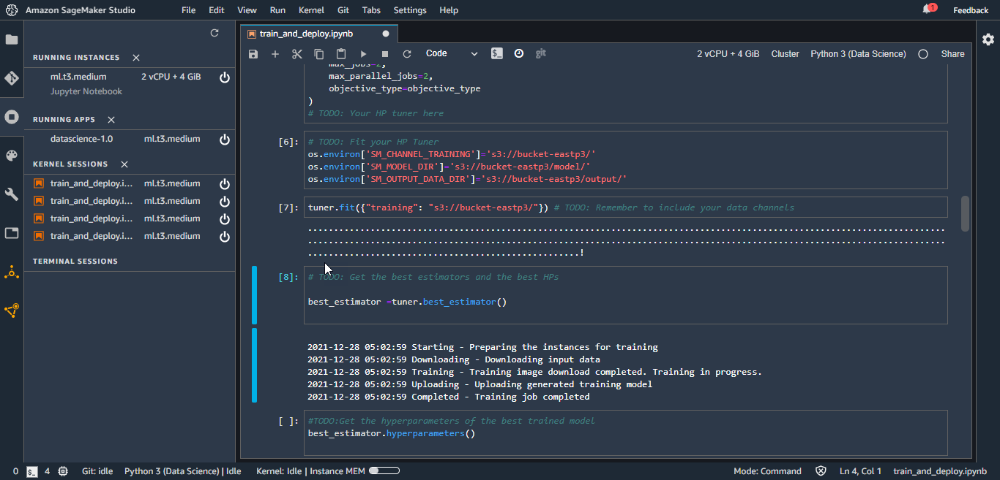 Amazon SageMaker Studio File Edit View Run Kernel Git Tabs Settings Help 1 Feedback
RUNNING INSTANCES
ml.t3.medium 2 vCPU + 4 GiB
Jupyter Notebook
RUNNING APPS
datascience-1.0 ml.t3.medium
KERNEL SESSIONS
train_and_deploy.i... ml.t3.medium
train_and_deploy.i... ml.t3.medium
train_and_deploy.i... ml.t3.medium
train_and_deploy.i... ml.t3.medium
TERMINAL SESSIONS
train_and_deploy.ipynb
Code git 2 vCPU + 4 GiB Cluster Python 3 (Data Science) Share
max_jobs=2,
max_parallel_jobs=2,
objective_type=objective_type
)
# TODO: Your HP tuner here
[6]: # TODO: Fit your HP Tuner
os.environ['SM_CHANNEL_TRAINING']='s3://bucket-eastp3/'
os.environ['SM_MODEL_DIR']='s3://bucket-eastp3/model/'
os.environ['SM_OUTPUT_DATA_DIR']='s3://bucket-eastp3/output/'
[7]: tuner.fit({"training": "s3://bucket-eastp3/"}) # TODO: Remember to include your data channels
..........................................................................................................................
..........................................................................................................................
....................................................!
[8]: # TODO: Get the best estimators and the best HPs
best_estimator =tuner.best_estimator()
2021-12-28 05:02:59 Starting - Preparing the instances for training
2021-12-28 05:02:59 Downloading - Downloading input data
2021-12-28 05:02:59 Training - Training image download completed. Training in progress.
2021-12-28 05:02:59 Uploading - Uploading generated training model
2021-12-28 05:02:59 Completed - Training job completed
[ ]: #TODO:Get the hyperparameters of the best trained model
best_estimator.hyperparameters()
0 $_ 4 Git: idle Python 3 (Data Science) | Idle Kernel: Idle | Instance MEM Mode: Command Ln 4, Col 1 train_and_deploy.ipynb